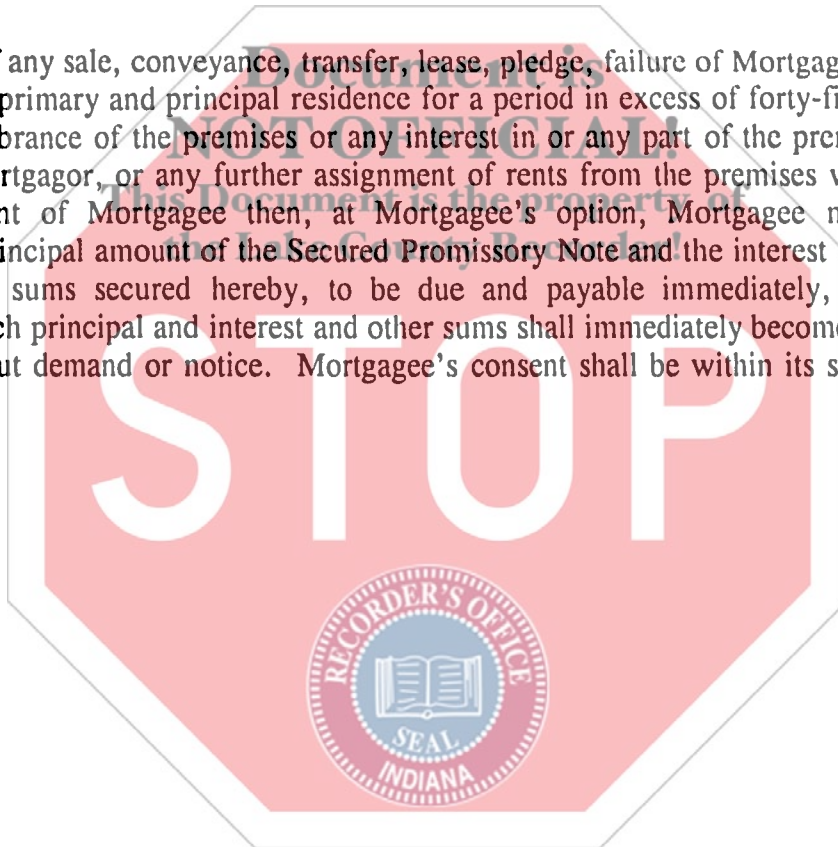 Document is
NOT OFFICIAL!
This Document is the property of
the Lake County Recorder!
any sale, conveyance, transfer, lease, pledge, failure of Mortgag
primary and principal residence for a period in excess of forty-fi
brance of the premises or any interest in or any part of the pren
rtgagor, or any further assignment of rents from the premises
nt of Mortgagee then, at Mortgagee's option, Mortgagee
incipal amount of the Secured Promissory Note and the interest
sums secured hereby, to be due and payable immediately,
ch principal and interest and other sums shall immediately become
ut demand or notice. Mortgagee's consent shall be within its s
STOP
RECORDER'S OFFICE
SEAL
INDIANA